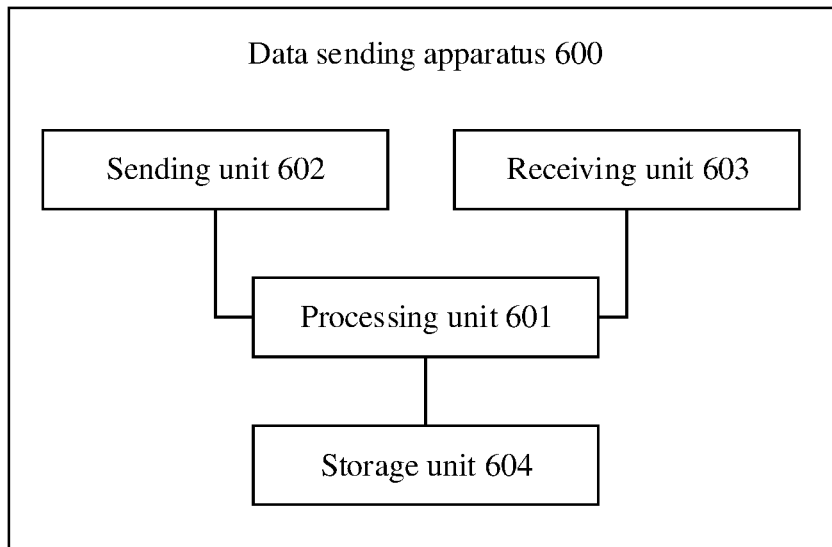 Data sending apparatus 600
Sending unit 602
Receiving unit 603
Processing unit 601
Storage unit 604